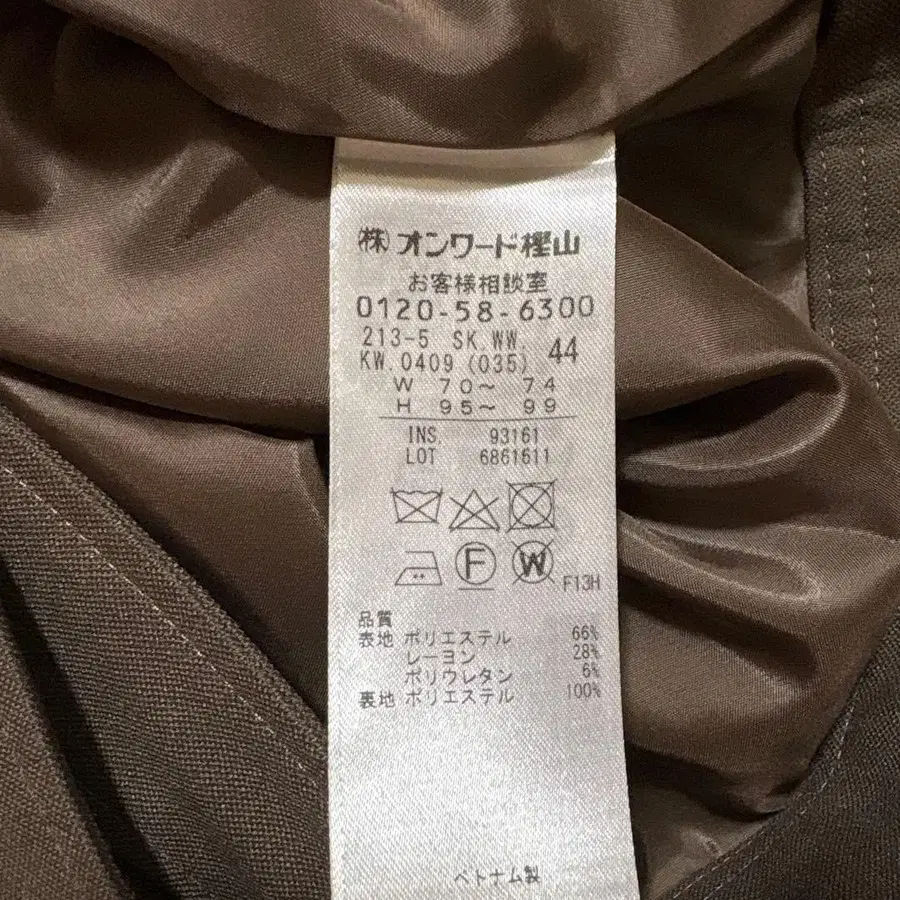 ㈱オンワード樫山
お客様相談室
0120-58-6300
213-5 SK.WW. 44
KW.0409 (035)
W 70～ 74
H 95～ 99
INS. 93161
LOT 6861611
F W F13H
品質
表地 ポリエステル 66%
レーヨン 28%
ポリウレタン 6%
裏地 ポリエステル 100%
ベトナム製